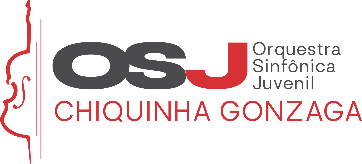 OSJ
Orquestra
Sinfônica
Juvenil
CHIQUINHA GONZAGA